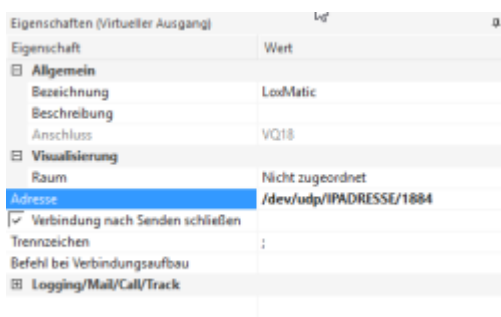 Eigenschaften (Virtueller Ausgang)
Eigenschaft Wert
Allgemein
Bezeichnung LoxMatic
Beschreibung
Anschluss VQ18
Visualisierung
Raum Nicht zugeordnet
Adresse /dev/udp/IPADRESSE/1884
Verbindung nach Senden schließen
Trennzeichen ;
Befehl bei Verbindungsaufbau
Logging/Mail/Call/Track